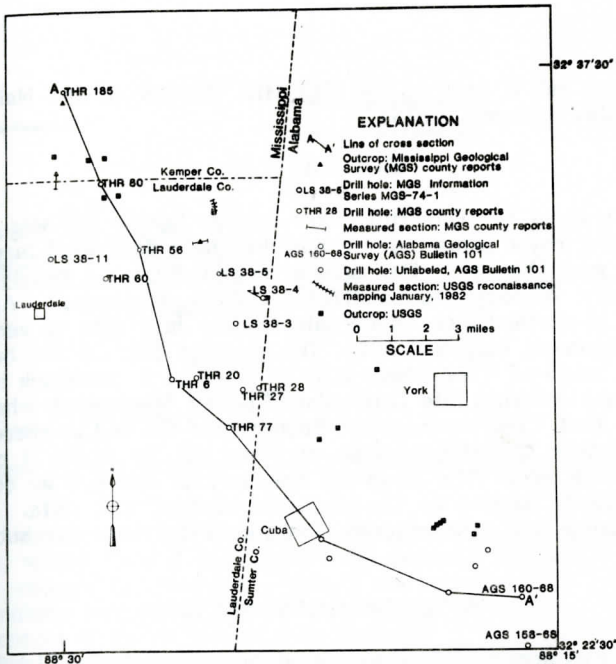 32° 37'30"
A THR 185
Mississippi
Alabama
EXPLANATION
A A' Line of cross section
Outcrop: Mississippi Geological
Survey (MGS) county
reports
LS 38-5 Drill hole: MGS Information
Series MGS-74-1
THR 28 Drill hole: MGS county
reports
Measured section: MGS county
reports
AGS 160-68 Drill hole: Alabama Geological
Survey (AGS) Bulletin 101
Drill hole: Unlabeled, AGS Bulletin 101
Measured section: USGS reconaissance
mapping January, 1982
Outcrop: USGS
0 1 2 3 miles
SCALE
Kemper Co.
Lauderdale Co.
THR 80
THR 56
LS 38-11
THR 60
LS 38-5
LS 38-4
Lauderdale
LS 38-3
THR 20
THR 6
THR 28
THR 27
York
THR 77
Cuba
Lauderdale Co.
Sumter Co.
AGS 160-68
A'
AGS 158-68
32° 22'30"
88° 30'
88° 15'